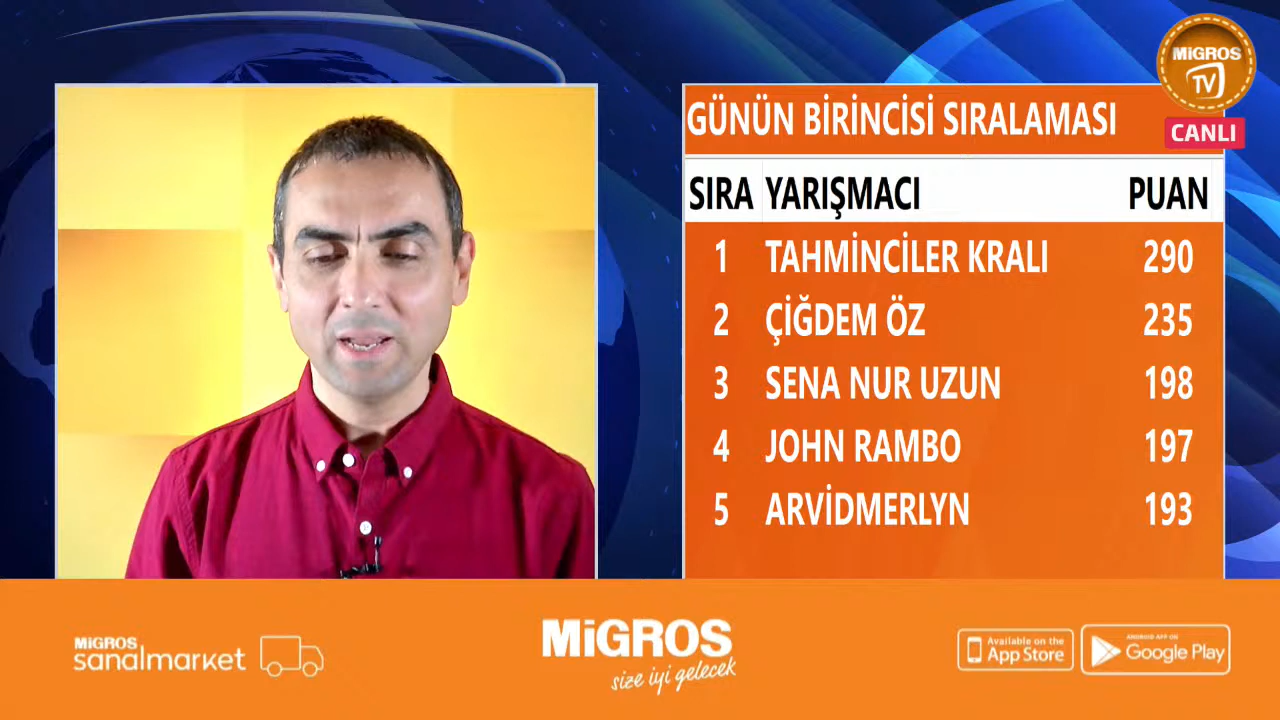 MiGROS
TV
CANLI
GÜNÜN BİRİNCİSİ SIRALAMASI
SIRA YARIŞMACI PUAN
1 TAHMİNCİLER KRALI 290
2 ÇİĞDEM ÖZ 235
3 SENA NUR UZUN 198
4 JOHN RAMBO 197
5 ARVİDMERLYN 193
MiGROS
sanalmarket
MiGROS
size iyi gelecek
Available on the
App Store
ANDROID APP ON
Google Play